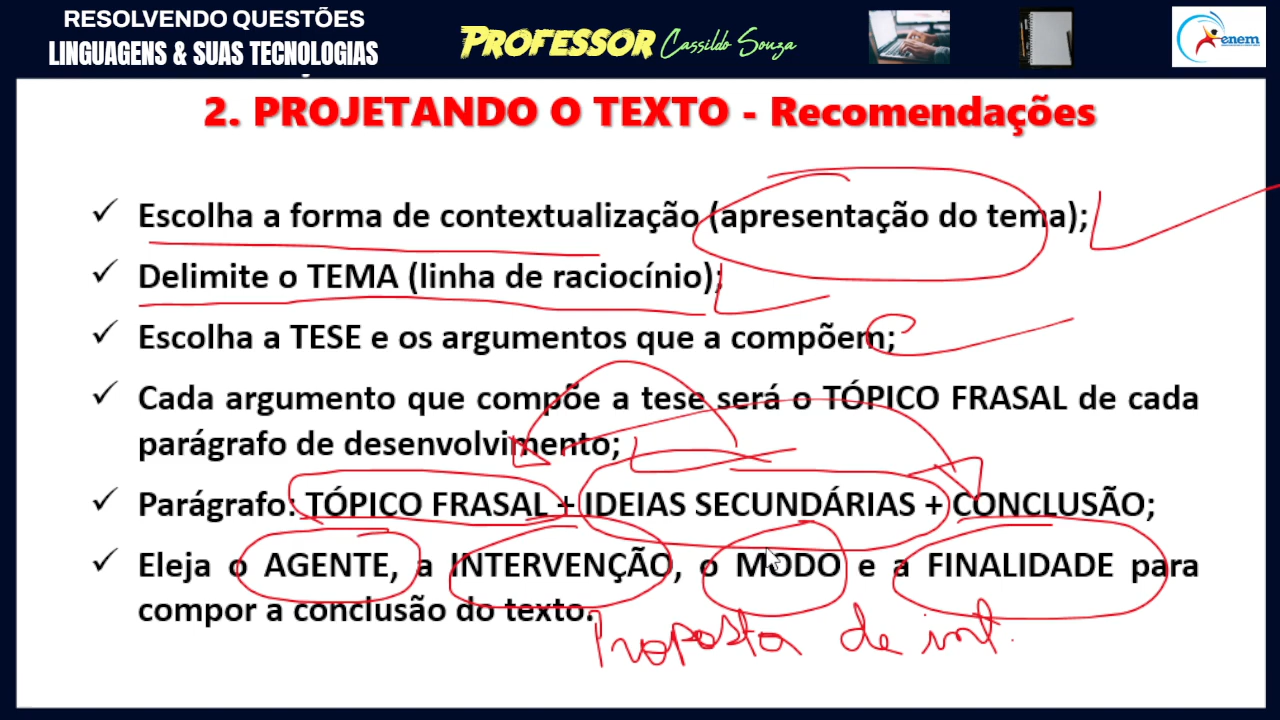 RESOLVENDO QUESTÕES
LINGUAGENS & SUAS TECNOLOGIAS
PROFESSOR Cassildo Souza
enem
2. PROJETANDO O TEXTO - Recomendações
✓ Escolha a forma de contextualização (apresentação do tema);
✓ Delimite o TEMA (linha de raciocínio);
✓ Escolha a TESE e os argumentos que a compõem;
✓ Cada argumento que compõe a tese será o TÓPICO FRASAL de cada
parágrafo de desenvolvimento;
✓ Parágrafo: TÓPICO FRASAL + IDEIAS SECUNDÁRIAS + CONCLUSÃO;
✓ Eleja o AGENTE, a INTERVENÇÃO, o MODO e a FINALIDADE para
compor a conclusão do texto.
Proposta de int.